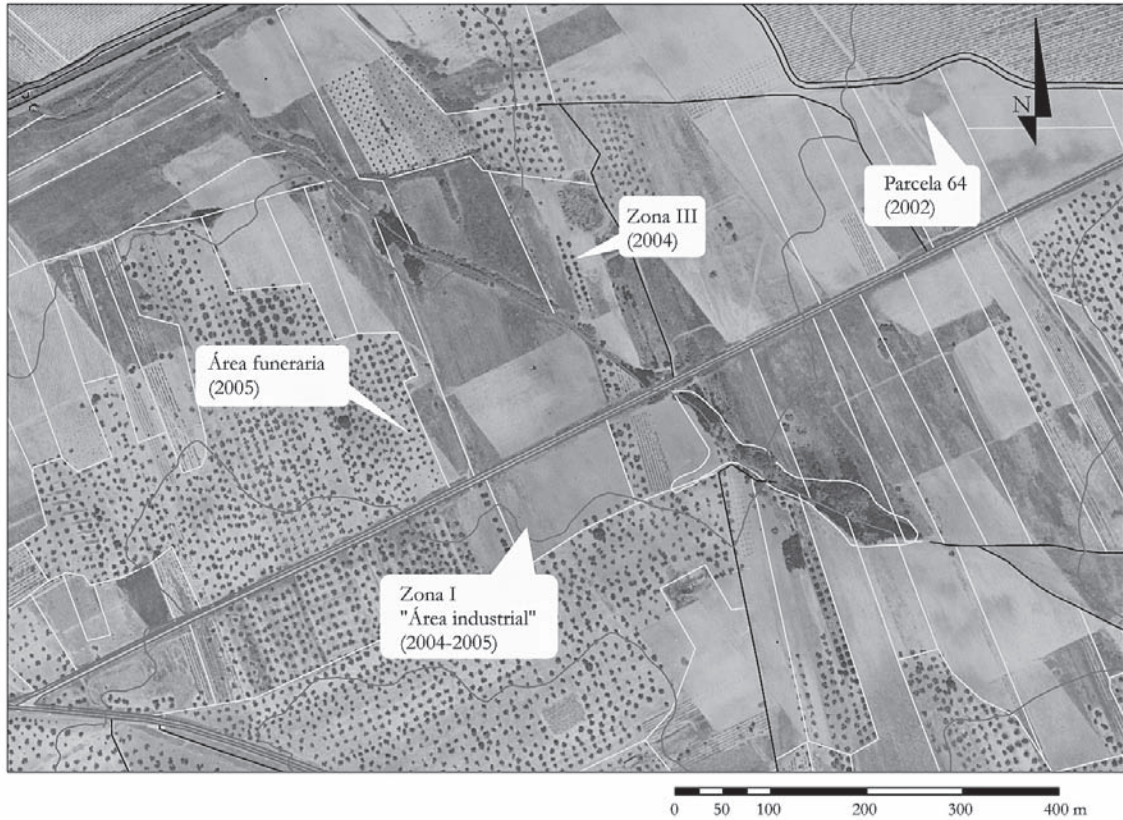 N
Parcela 64
(2002)
Zona III
(2004)
Área funeraria
(2005)
Zona I
"Área industrial"
(2004-2005)
0 50 100 200 300 400 m